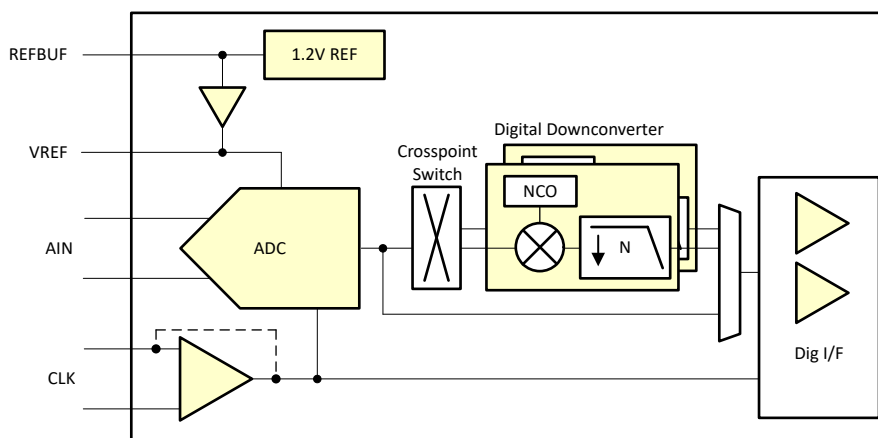 REFBUF
1.2V REF
VREF
Digital Downconverter
Crosspoint
Switch
NCO
AIN
ADC
N
CLK
Dig I/F